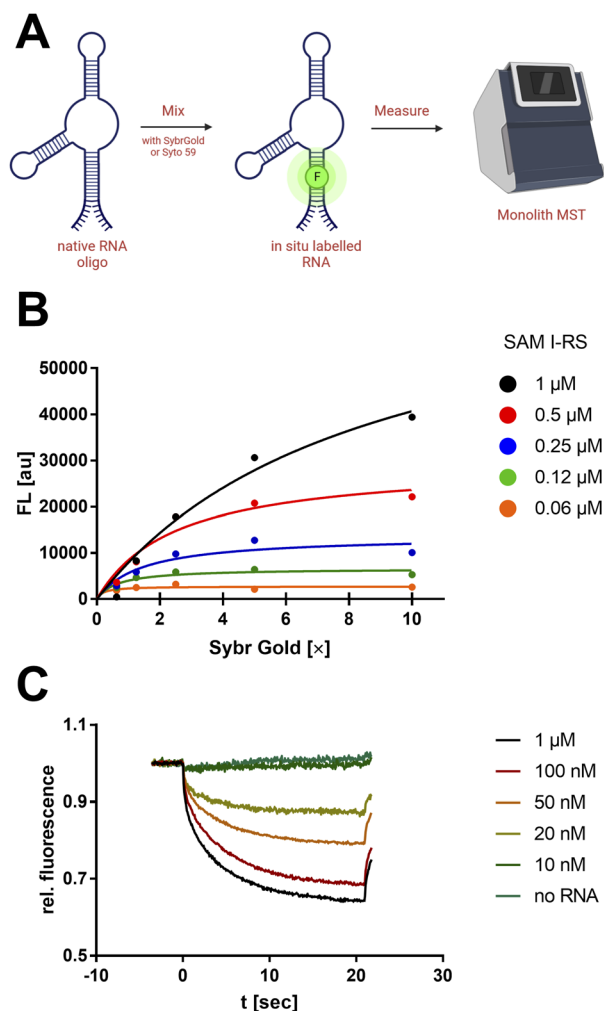 A
Mix
with SybrGold
or Syto 59
Measure
F
native RNA
oligo
in situ labelled
RNA
Monolith MST
B
SAM I-RS
1 µM
0.5 µM
0.25 µM
0.12 µM
0.06 µM
FL [au]
50000
40000
30000
20000
10000
0
0 2 4 6 8 10
Sybr Gold [×]
C
rel. fluorescence
1.1
0.9
0.7
0.5
-10 0 10 20 30
t [sec]
1 µM
100 nM
50 nM
20 nM
10 nM
no RNA